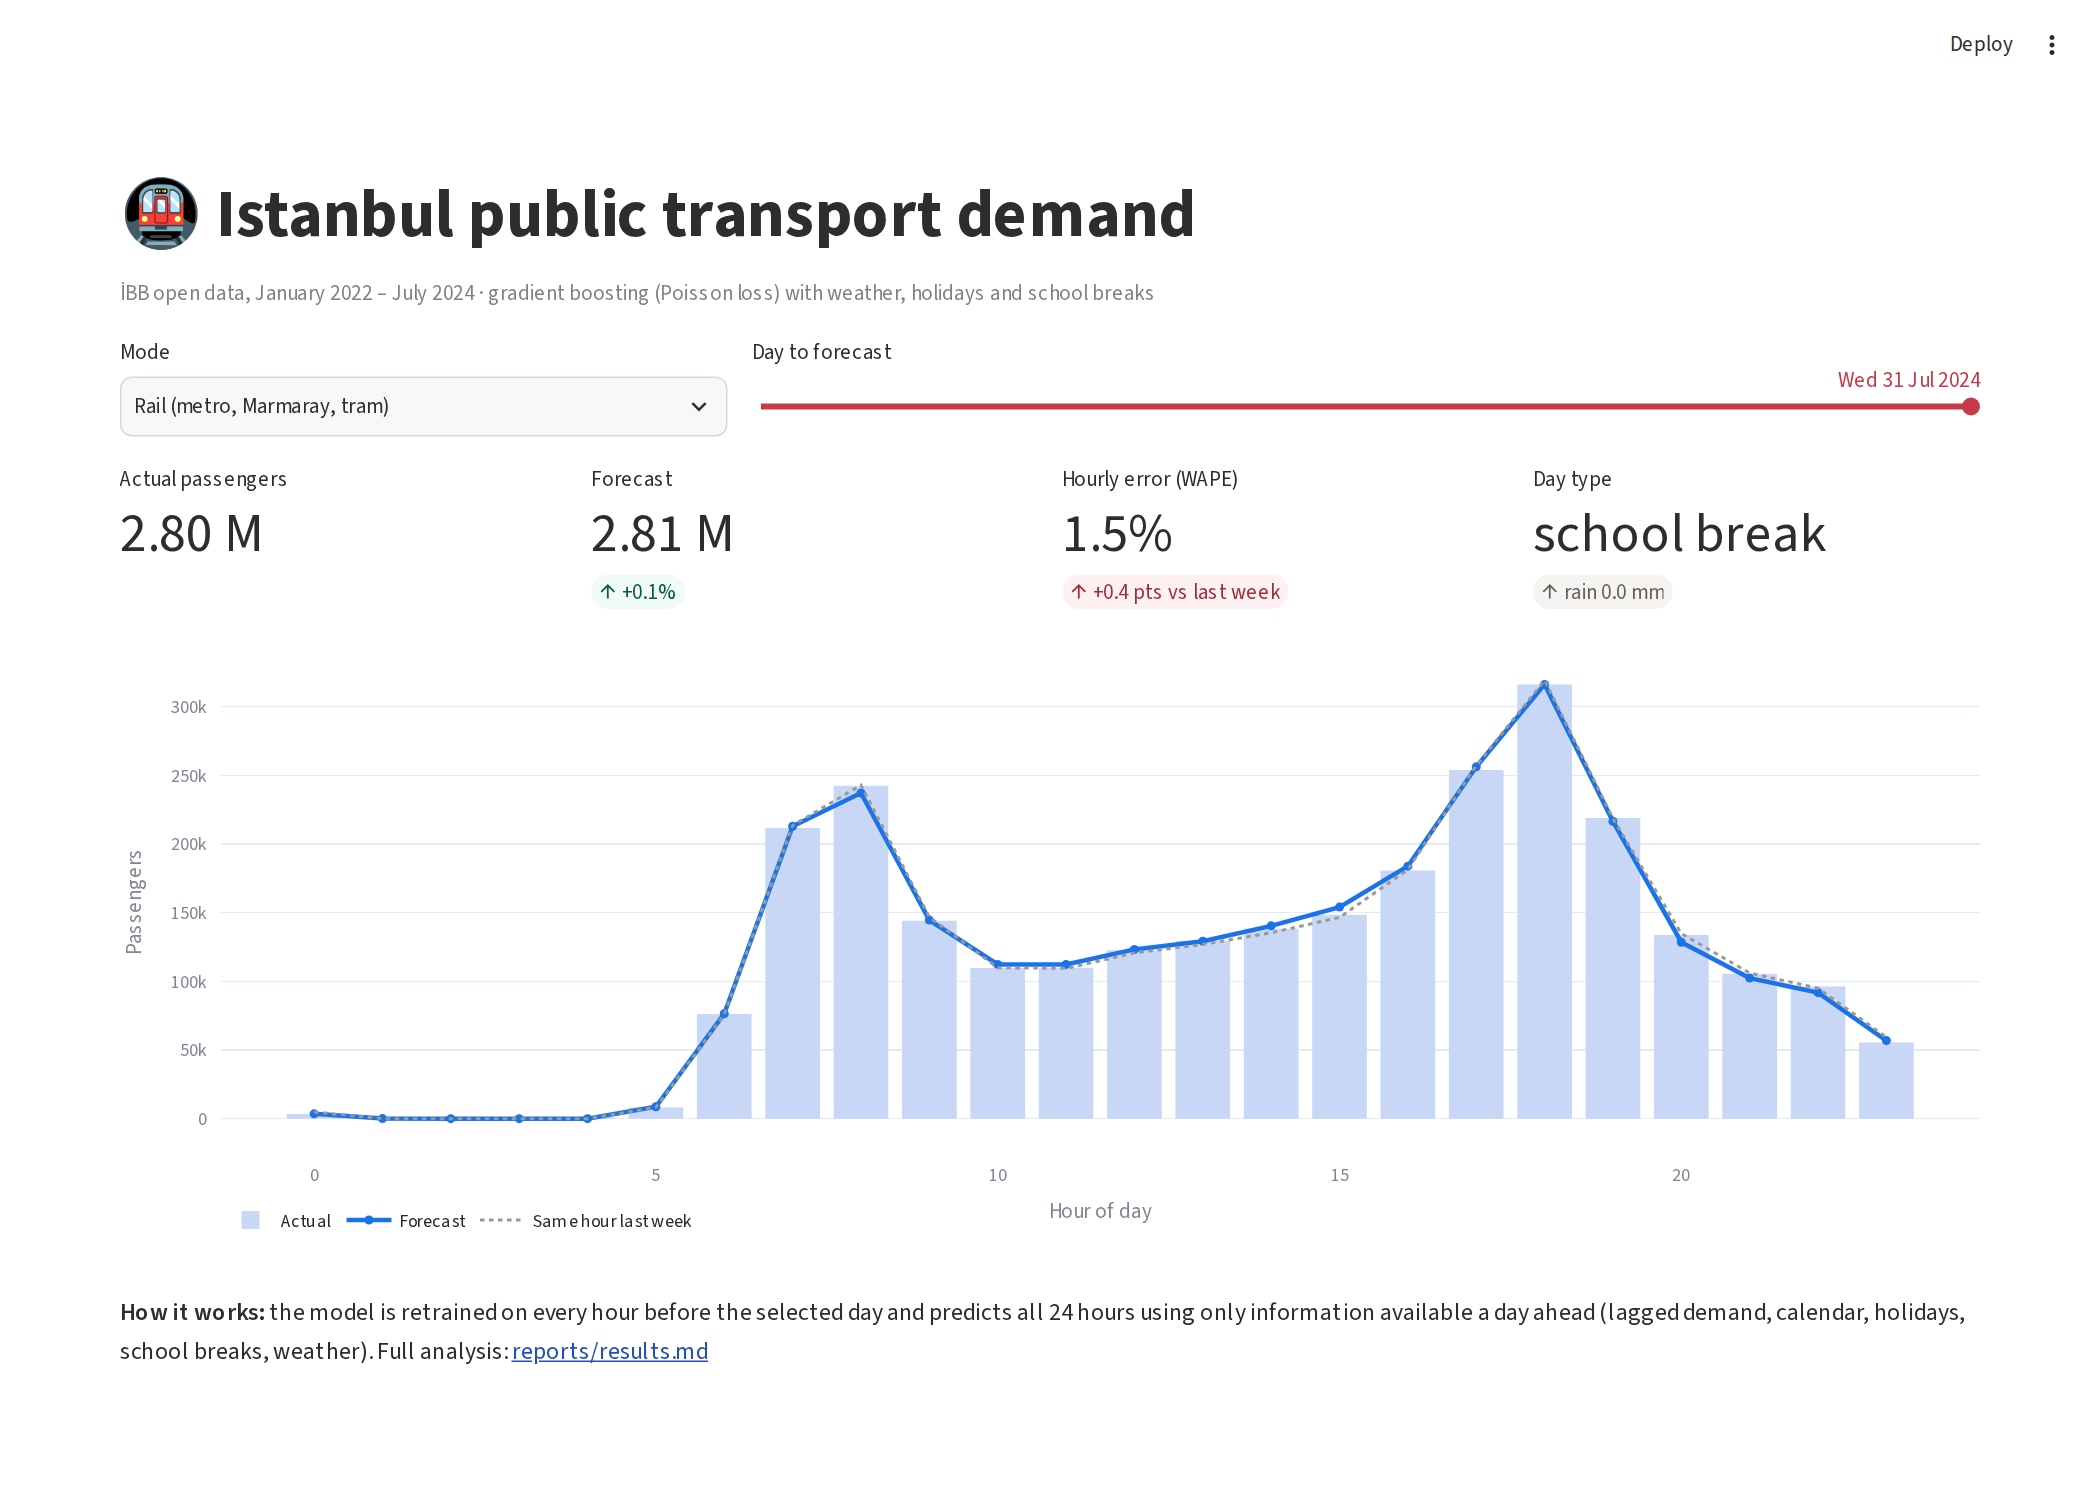 Deploy
Istanbul public transport demand
İBB open data, January 2022 – July 2024 · gradient boosting (Poisson loss) with weather, holidays and school breaks
Mode
Day to forecast
Wed 31 Jul 2024
Rail (metro, Marmaray, tram)
Actual passengers
Forecast
Hourly error (WAPE)
Day type
2.80 M
2.81 M
1.5%
school break
↑ +0.1%
↑ +0.4 pts vs last week
↑ rain 0.0 mm
300k
250k
200k
150k
100k
50k
0
Passengers
0
5
10
15
20
Hour of day
Actual
Forecast
Same hour last week
How it works: the model is retrained on every hour before the selected day and predicts all 24 hours using only information available a day ahead (lagged demand, calendar, holidays,
school breaks, weather). Full analysis: reports/results.md